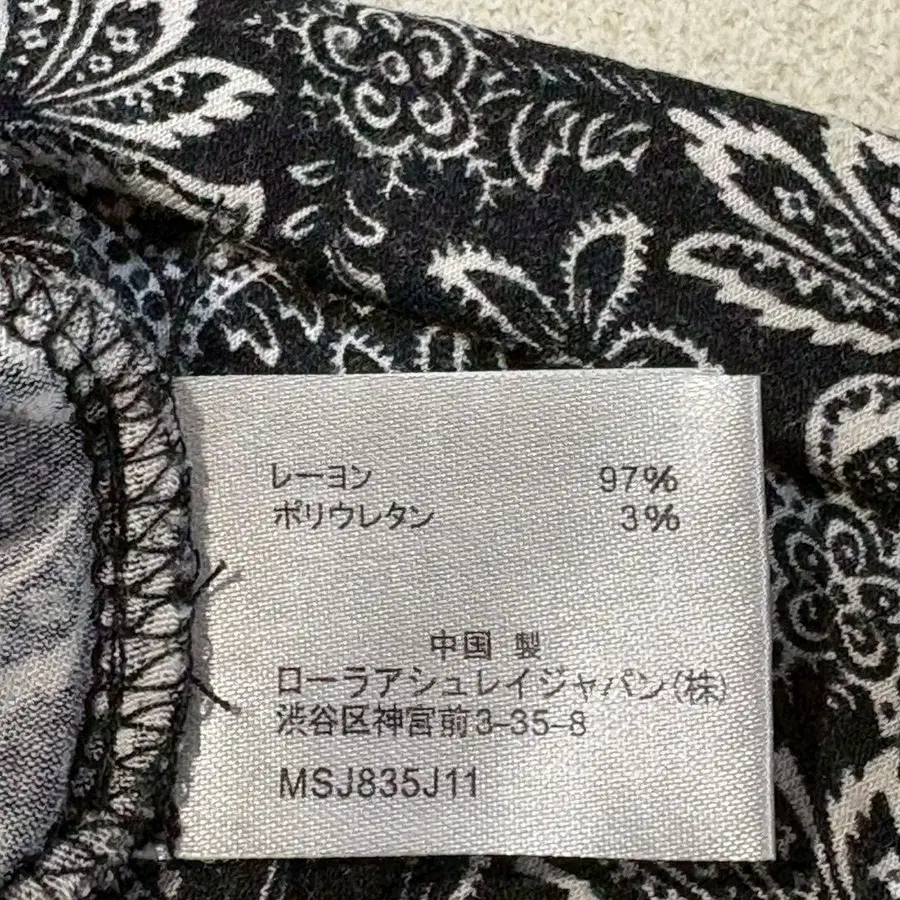 レーヨン 97%
ポリウレタン 3%
中国 製
ローラアシュレイジャパン(株)
渋谷区神宮前3-35-8
MSJ835J11